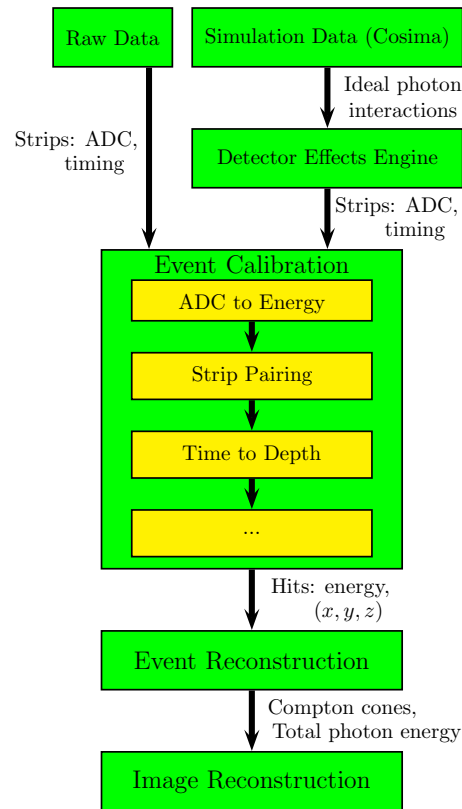 Raw Data
Simulation Data (Cosima)
Ideal photon
interactions
Strips: ADC,
timing
Detector Effects Engine
Strips: ADC,
timing
Event Calibration
ADC to Energy
Strip Pairing
Time to Depth
...
Hits: energy,
(x, y, z)
Event Reconstruction
Compton cones,
Total photon energy
Image Reconstruction